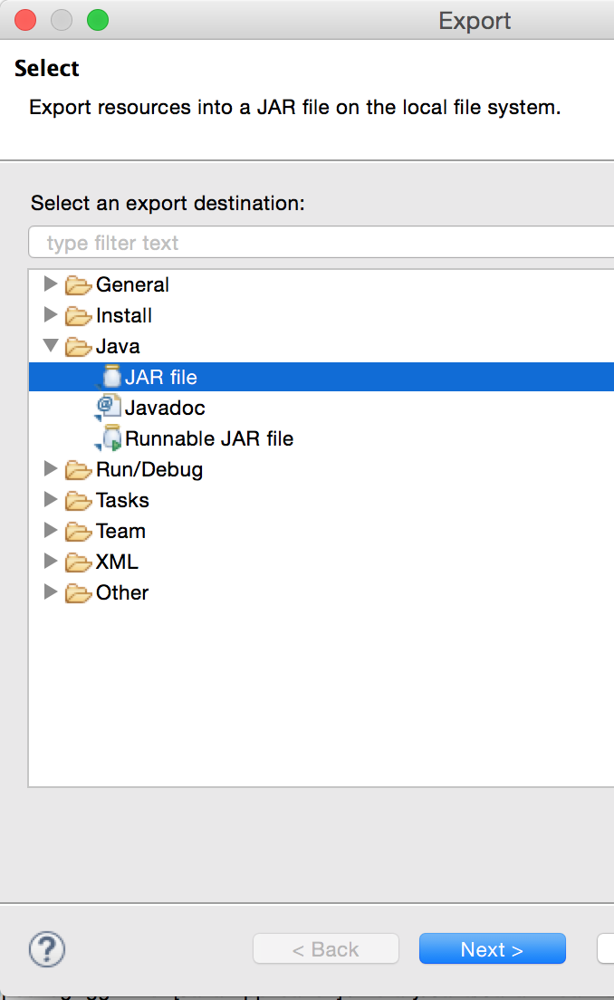 Export
Select
Export resources into a JAR file on the local file system.
Select an export destination:
type filter text
General
Install
Java
JAR file
Javadoc
Runnable JAR file
Run/Debug
Tasks
Team
XML
Other
?
< Back
Next >